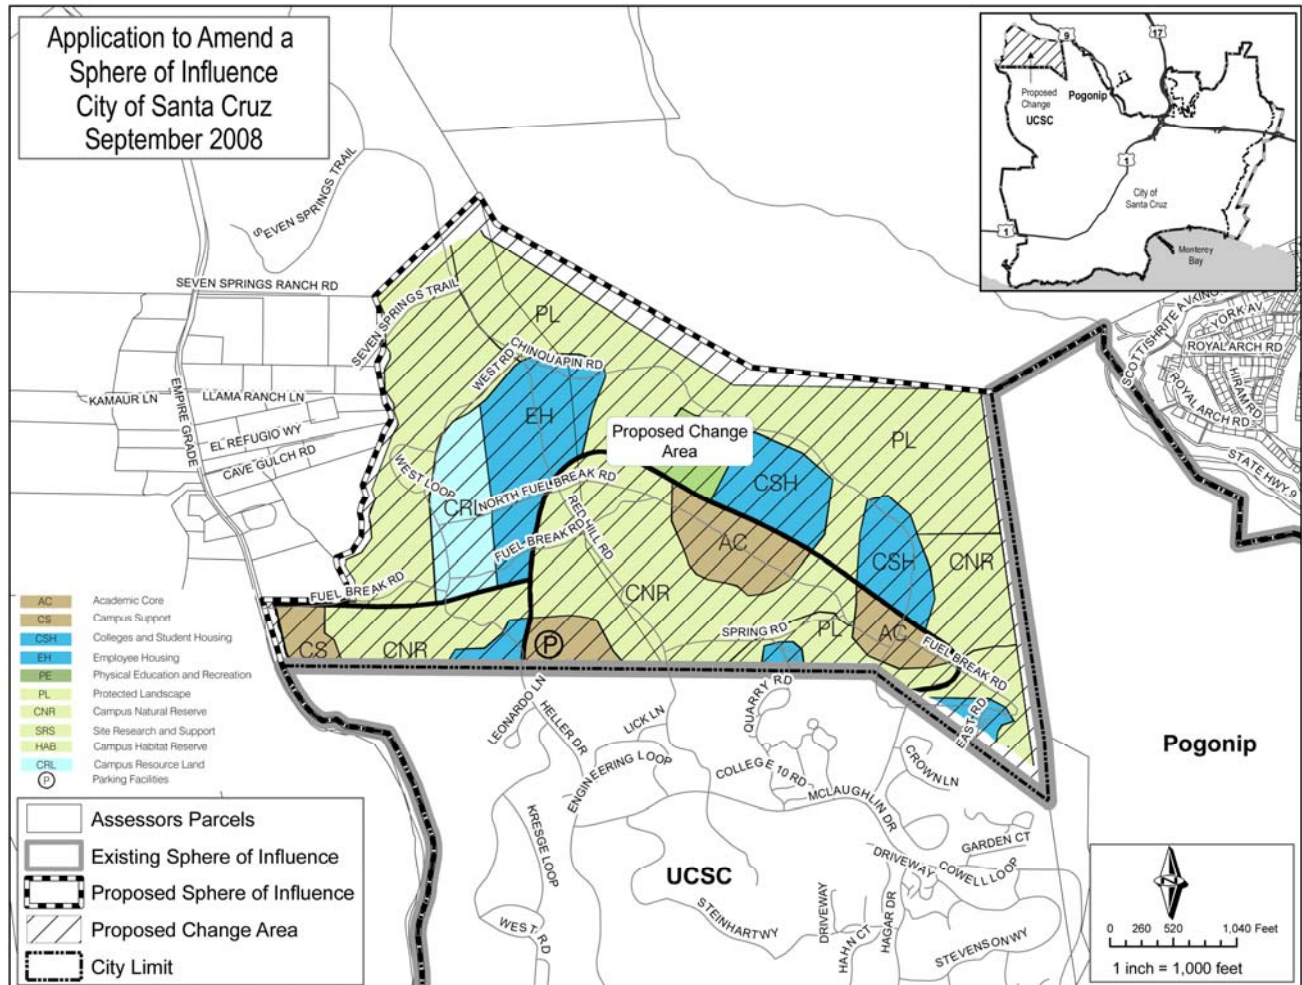 Application to Amend a
Sphere of Influence
City of Santa Cruz
September 2008
9
17
Proposed
Change
Pogonip
UCSC
1
City of
Santa Cruz
1
Monterey
Bay
SEVEN SPRINGS TRAIL
SEVEN SPRINGS RANCH RD
SEVEN SPRINGS TRAIL
PL
CHINQUAPIN RD
WEST RD
SCOTTISH RITE AV
KING
YORK AV
ROYAL ARCH RD
HIRAM RD
ROYAL ARCH RD
STATE HWY 9
KAMAUR LN
LLAMA RANCH LN
EMPIRE GRADE
EL REFUGIO WY
CAVE GULCH RD
EH
Proposed Change
Area
PL
WEST LOOP
CRL
NORTH FUEL BREAK RD
CSH
RED HILL RD
FUEL BREAK RD
AC
CSH
CNR
FUEL BREAK RD
CNR
SPRING RD
PL
AC
FUEL BREAK RD
CS
CNR
P
EAST RD
AC Academic Core
CS Campus Support
CSH Colleges and Student Housing
EH Employee Housing
PE Physical Education and Recreation
PL Protected Landscape
CNR Campus Natural Reserve
SRS Site Research and Support
HAB Campus Habitat Reserve
CRL Campus Resource Land
P Parking Facilities
LEONARDO LN
HELLER DR
LICK LN
QUARRY RD
ENGINEERING LOOP
COLLEGE 10 RD
CROWN LN
MCLAUGHLIN DR
Pogonip
KRESGE LOOP
GARDEN CT
DRIVEWAY
COWELL LOOP
UCSC
STEINHART WY
DRIVEWAY
HAHN CT
HAGAR DR
STEVENSON WY
WEST RD
Assessors Parcels
Existing Sphere of Influence
Proposed Sphere of Influence
Proposed Change Area
City Limit
Z
0 260 520 1,040 Feet
1 inch = 1,000 feet